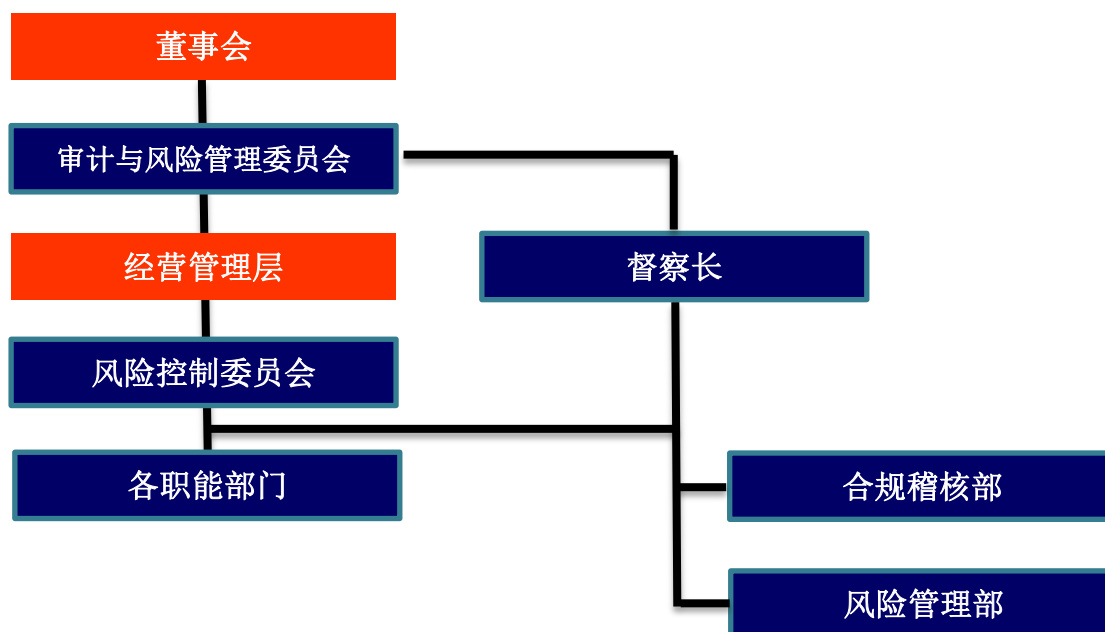 董事会
审计与风险管理委员会
经营管理层
督察长
风险控制委员会
各职能部门
合规稽核部
风险管理部